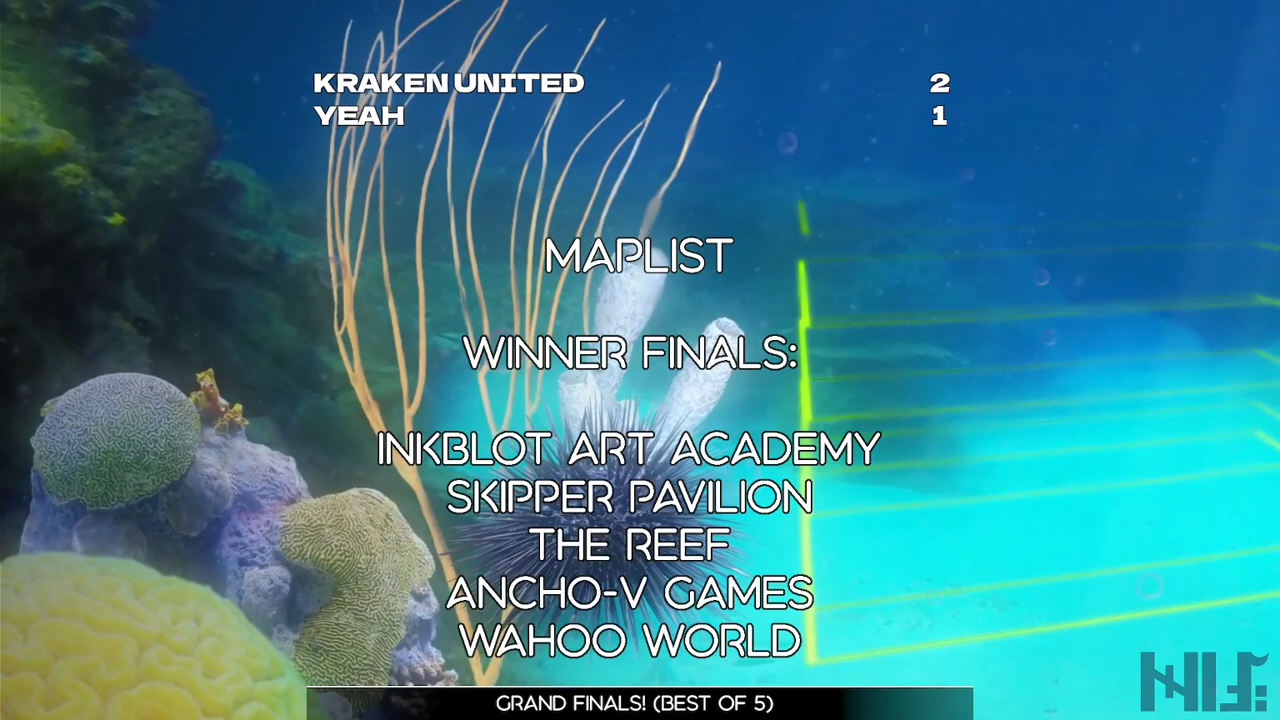 KRAKEN UNITED 2
YEAH 1
MAPLIST
WINNER FINALS:
INKBLOT ART ACADEMY
SKIPPER PAVILION
THE REEF
ANCHO-V GAMES
WAHOO WORLD
GRAND FINALS! (BEST OF 5)